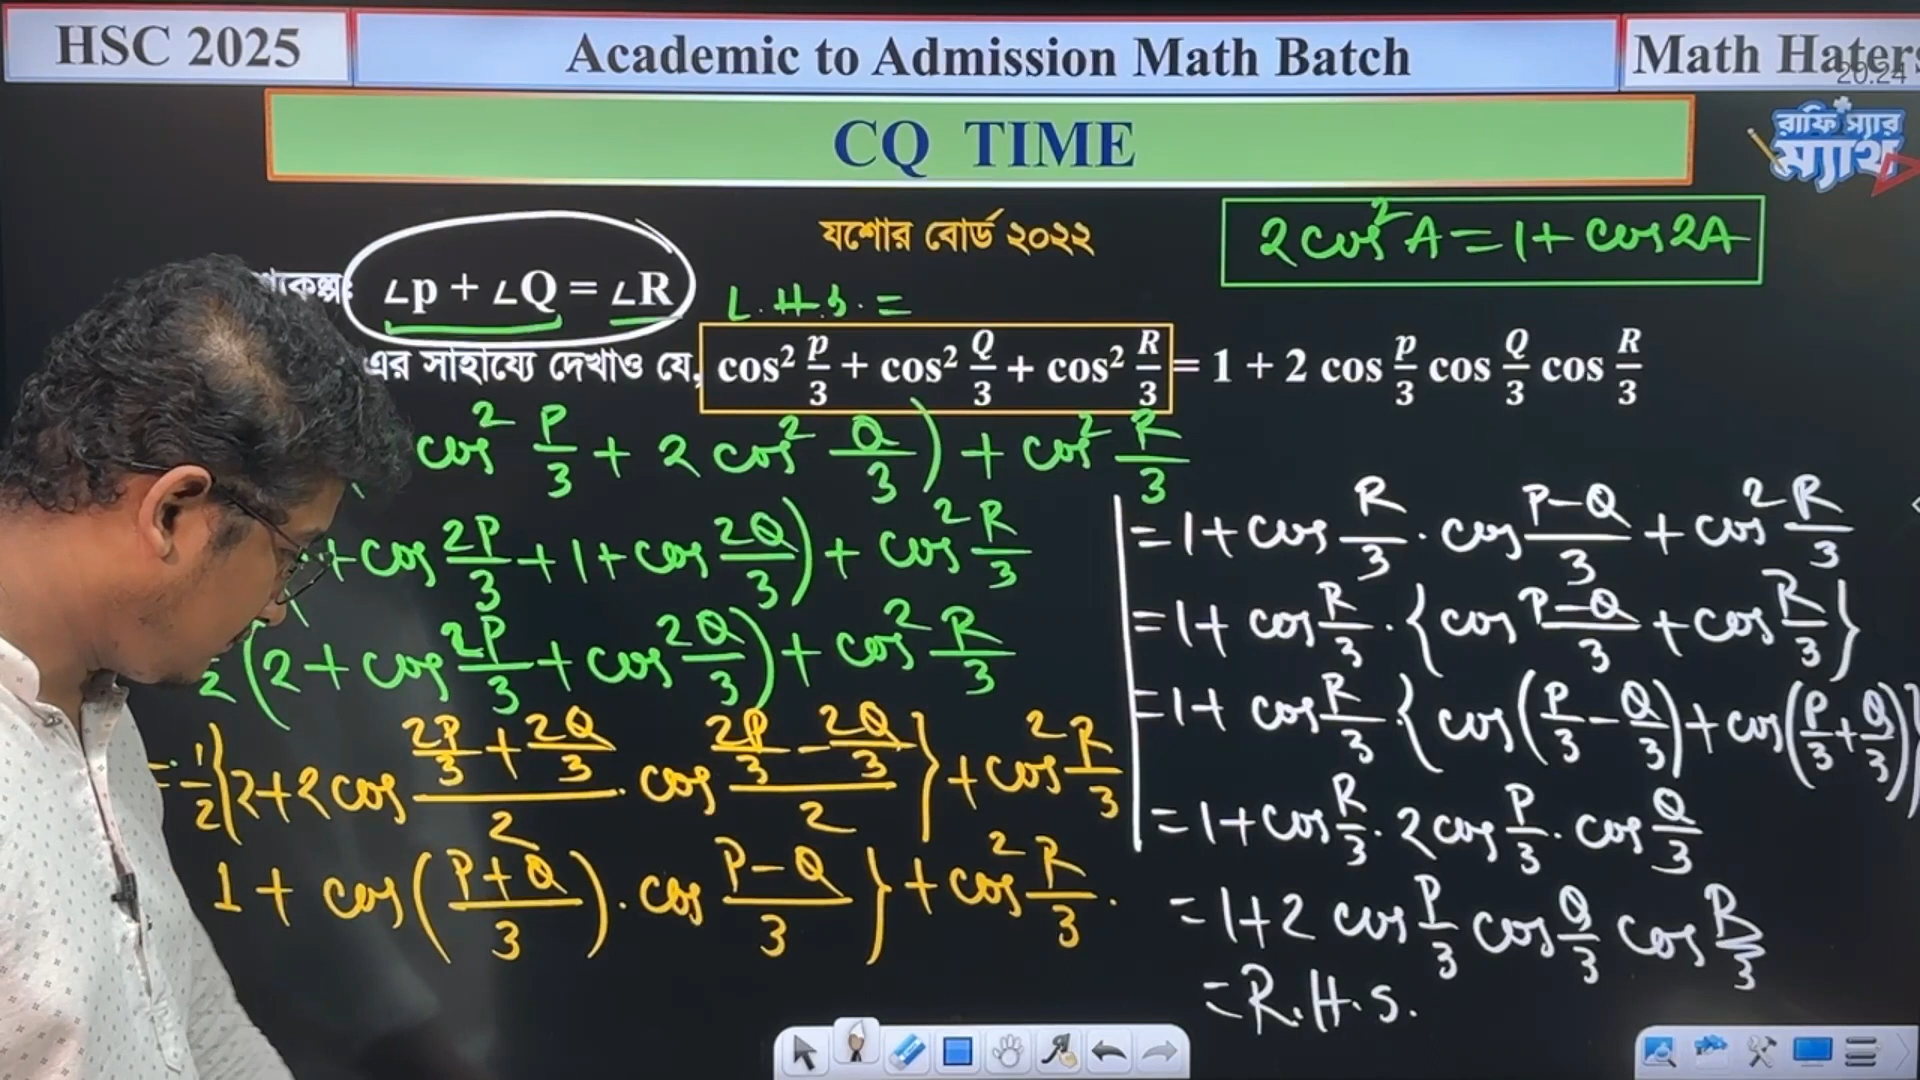 HSC 2025
Academic to Admission Math Batch
Math Haters
20:24
CQ TIME
রাফি স্যার
ম্যাথ
যশোর বোর্ড ২০২২
2cos²A = 1 + cos2A
∠p + ∠Q = ∠R
L.H.S. =
এর সাহায্যে দেখাও যে, cos² p/3 + cos² Q/3 + cos² R/3 = 1 + 2 cos p/3 cos Q/3 cos R/3
cos² P/3 + 2cos² Q/3) + cos² R/3
+ cos 2P/3 + 1 + cos 2Q/3) + cos² R/3
2 (2 + cos 2P/3 + cos 2Q/3) + cos² R/3
= 1/2 {2 + 2cos (2P/3 + 2Q/3)/2 . cos (2P/3 - 2Q/3)/2} + cos² R/3
1 + cos (P+Q/3) . cos P-Q/3 } + cos² R/3 .
= 1 + cos R/3 . cos P-Q/3 + cos² R/3
= 1 + cos R/3 . {cos P-Q/3 + cos R/3}
= 1 + cos R/3 . {cos (P/3 - Q/3) + cos (P/3 + Q/3)}
= 1 + cos R/3 . 2cos P/3 . cos Q/3
= 1 + 2 cos P/3 cos Q/3 cos R/3
= R.H.S.